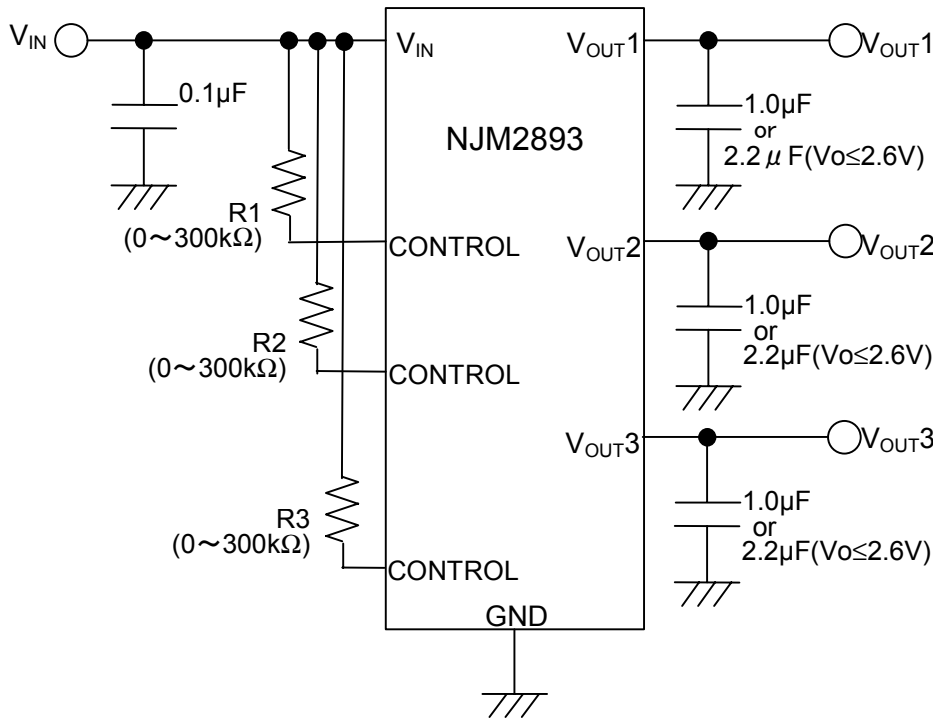 VIN
VIN
VOUT1
VOUT1
0.1µF
1.0µF
or
2.2 μ F(Vo≤2.6V)
NJM2893
R1
(0～300kΩ)
CONTROL
VOUT2
VOUT2
1.0µF
or
2.2µF(Vo≤2.6V)
R2
(0～300kΩ)
CONTROL
VOUT3
VOUT3
1.0µF
or
2.2µF(Vo≤2.6V)
R3
(0～300kΩ)
CONTROL
GND